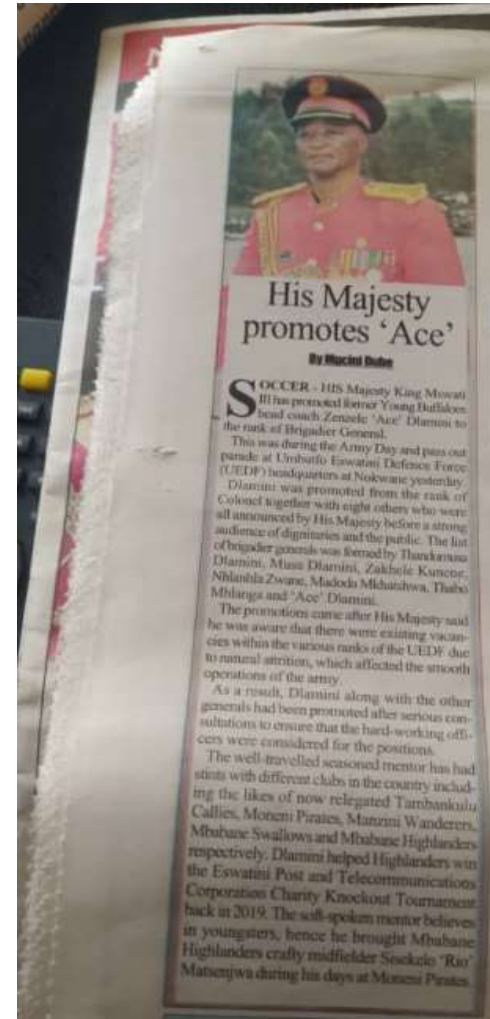 His Majesty
promotes ‘Ace’
By Mucini Dube
SOCCER - HIS Majesty King Mswati
III has promoted former Young Buffaloes
head coach Zenzele ‘Ace’ Dlamini to
the rank of Brigadier General.
This was during the Army Day and pass out
parade at Umbutfo Eswatini Defence Force
(UEDF) headquarters at Nokwane yesterday.
Dlamini was promoted from the rank of
Colonel together with eight others who were
all announced by His Majesty before a strong
audience of dignitaries and the public. The list
of brigadier generals was formed by
Dlamini, Musa Dlamini, Zakhele Kunene,
Nhlanhla Zwane, Madoda Mkhatshwa, Thabo
Mhlanga and ‘Ace’ Dlamini.
The promotions came after His Majesty said
he was aware that there were existing vacan-
cies within the various ranks of the UEDF due
to natural attrition, which affected the smooth
operations of the army.
As a result, Dlamini along with the other
generals had been promoted after serious con-
sultations to ensure that the hard-working offi-
cers were considered for the positions.
The well-travelled seasoned mentor has had
stints with different clubs in the country includ-
ing the likes of now relegated Tambankulu
Callies, Moneni Pirates, Manzini Wanderers,
Mbabane Swallows and Mbabane Highlanders
respectively. Dlamini helped Highlanders win
the Eswatini Post and Telecommunications
Corporation Charity Knockout Tournament
back in 2019. The soft-spoken mentor believes
in youngsters, hence he brought Mbabane
Highlanders crafty midfielder Sisekelo ‘Rio’
Matsenjwa during his days at Moneni Pirates.